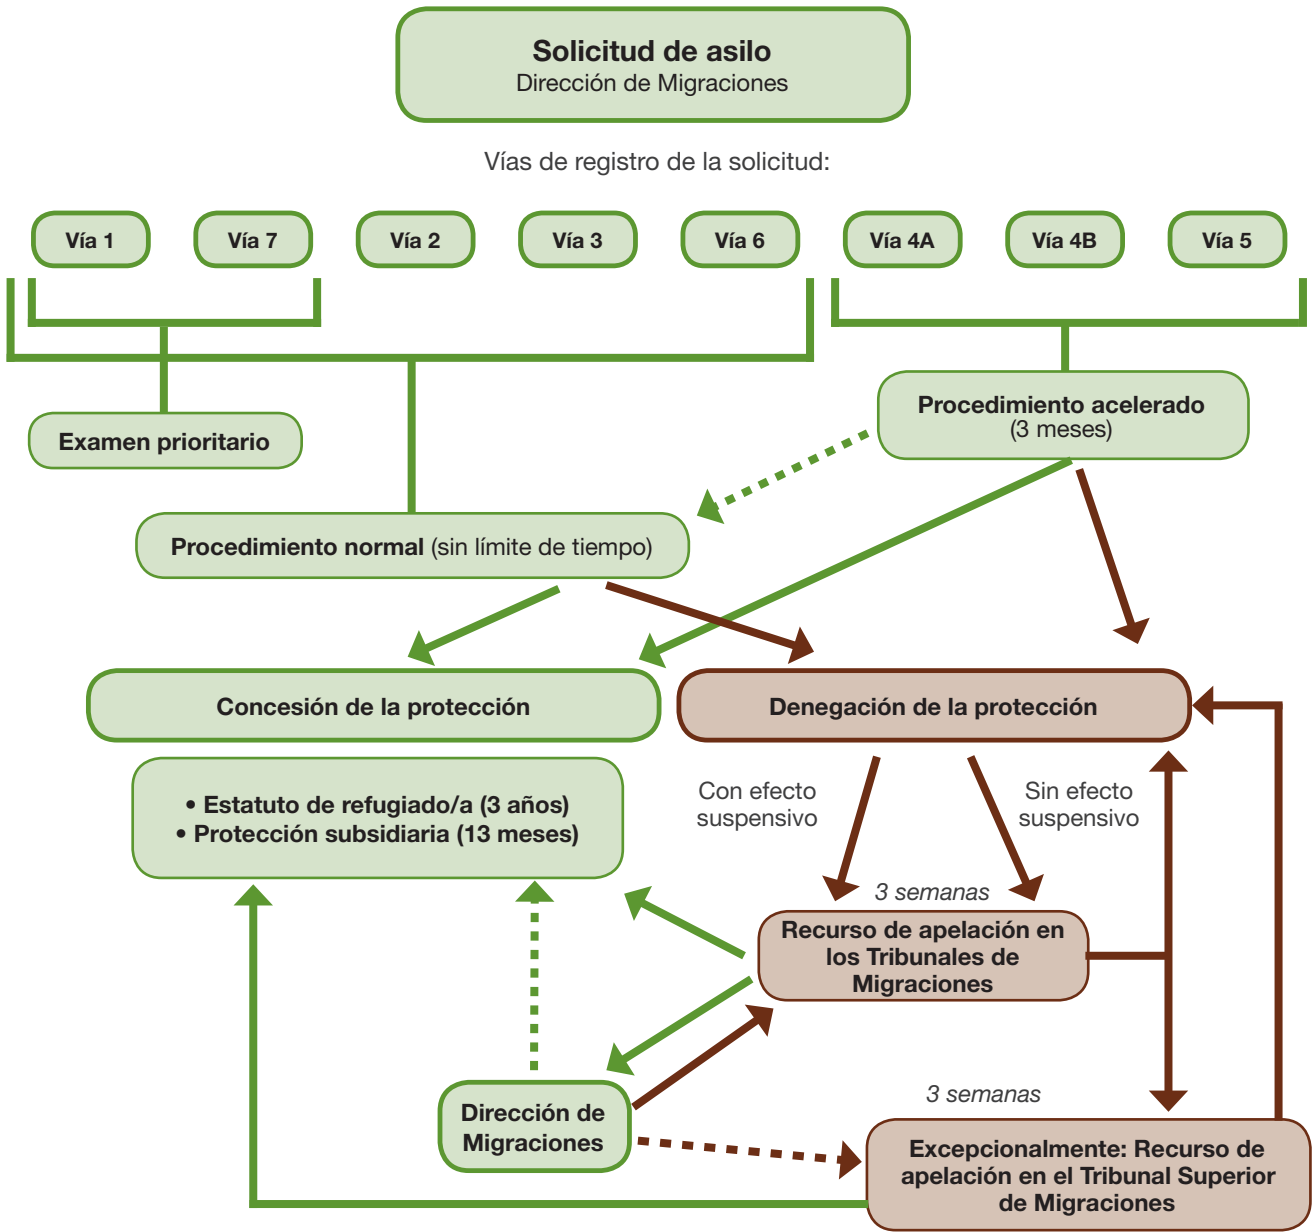 Solicitud de asilo
Dirección de Migraciones
Vías de registro de la solicitud:
Vía 1
Vía 7
Vía 2
Vía 3
Vía 6
Vía 4A
Vía 4B
Vía 5
Examen prioritario
Procedimiento acelerado
(3 meses)
Procedimiento normal (sin límite de tiempo)
Concesión de la protección
Denegación de la protección
• Estatuto de refugiado/a (3 años)
• Protección subsidiaria (13 meses)
Con efecto
suspensivo
Sin efecto
suspensivo
3 semanas
Recurso de apelación en
los Tribunales de
Migraciones
Dirección de
Migraciones
3 semanas
Excepcionalmente: Recurso de
apelación en el Tribunal Superior
de Migraciones